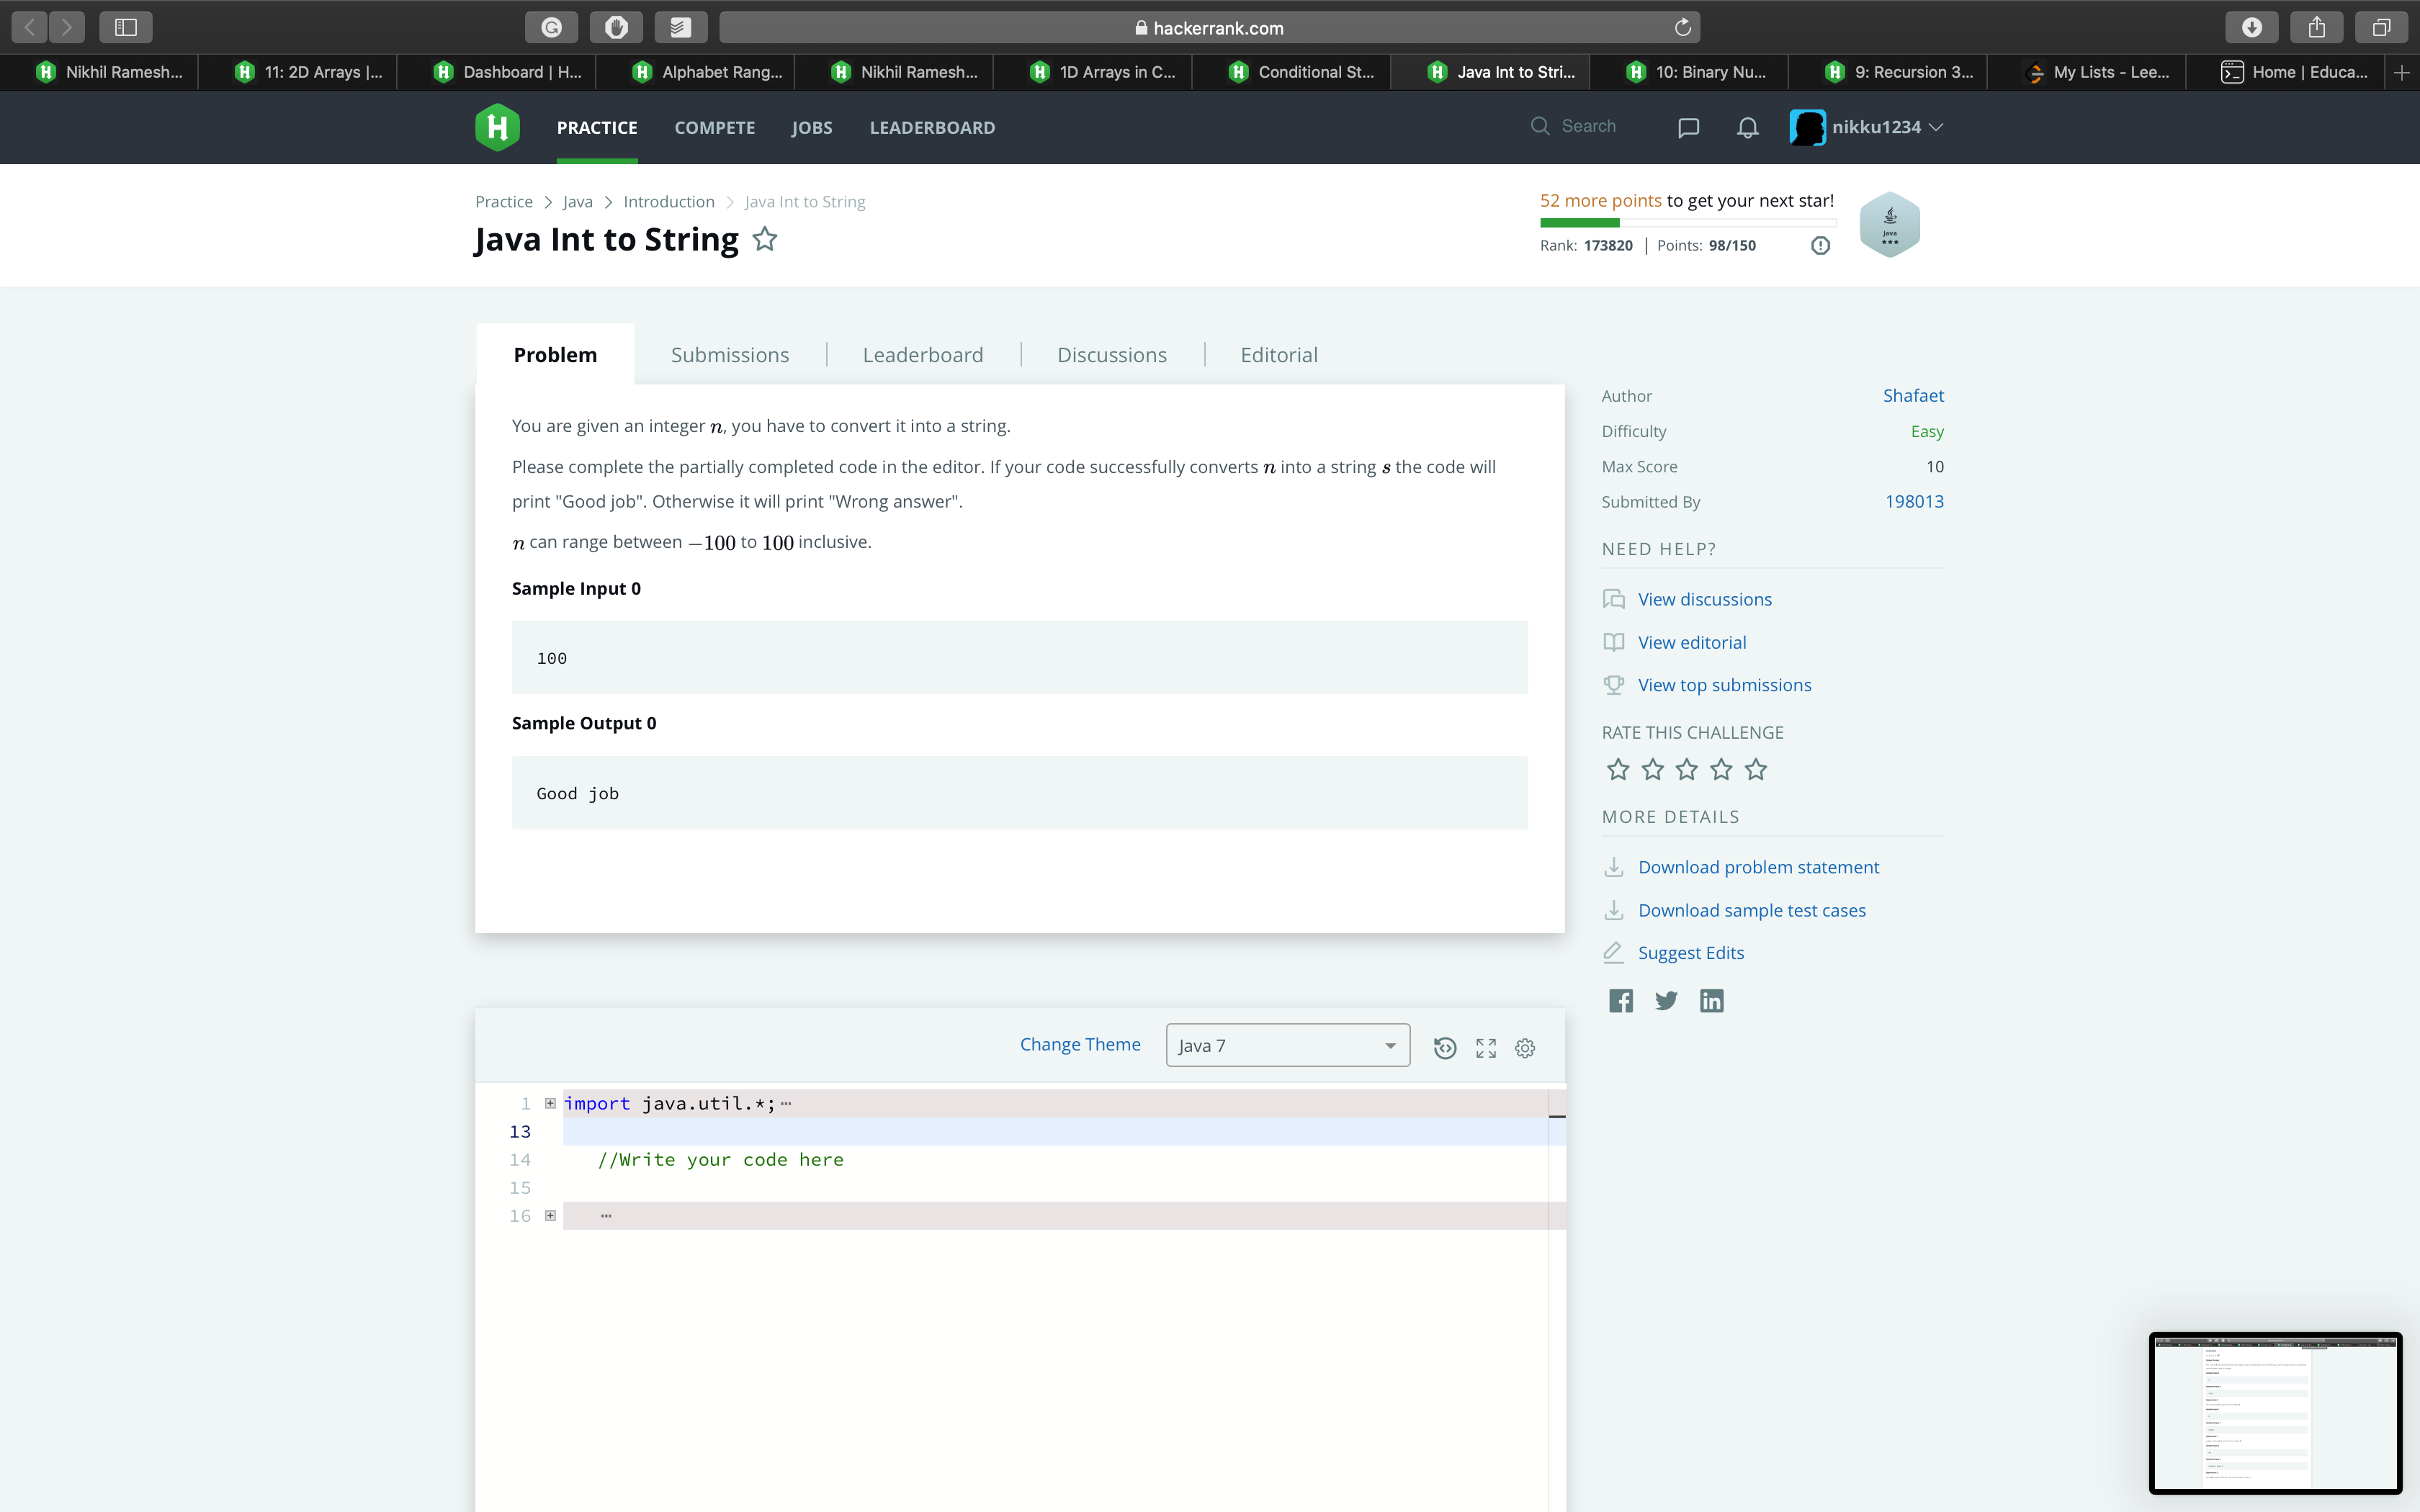 hackerrank.com
Nikhil Ramesh...
11: 2D Arrays |...
Dashboard | H...
Alphabet Rang...
Nikhil Ramesh...
1D Arrays in C...
Conditional St...
Java Int to Stri...
10: Binary Nu...
9: Recursion 3...
My Lists - Lee...
Home | Educa...
PRACTICE
COMPETE
JOBS
LEADERBOARD
Search
nikku1234
Practice > Java > Introduction > Java Int to String
Java Int to String
52 more points to get your next star!
Rank: 173820 | Points: 98/150
Java
Problem
Submissions
Leaderboard
Discussions
Editorial
You are given an integer n, you have to convert it into a string.
Please complete the partially completed code in the editor. If your code successfully converts n into a string s the code will
print "Good job". Otherwise it will print "Wrong answer".
n can range between −100 to 100 inclusive.
Sample Input 0
100
Sample Output 0
Good job
Author Shafaet
Difficulty Easy
Max Score 10
Submitted By 198013
NEED HELP?
View discussions
View editorial
View top submissions
RATE THIS CHALLENGE
MORE DETAILS
Download problem statement
Download sample test cases
Suggest Edits
Change Theme
Java 7
1 import java.util.*;
13
14 //Write your code here
15
16